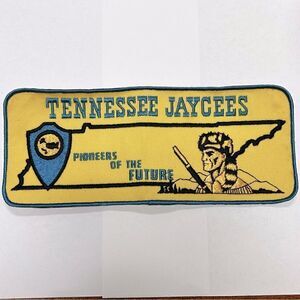 TENNESSEE JAYCEES
PIONEERS
OF THE
FUTURE